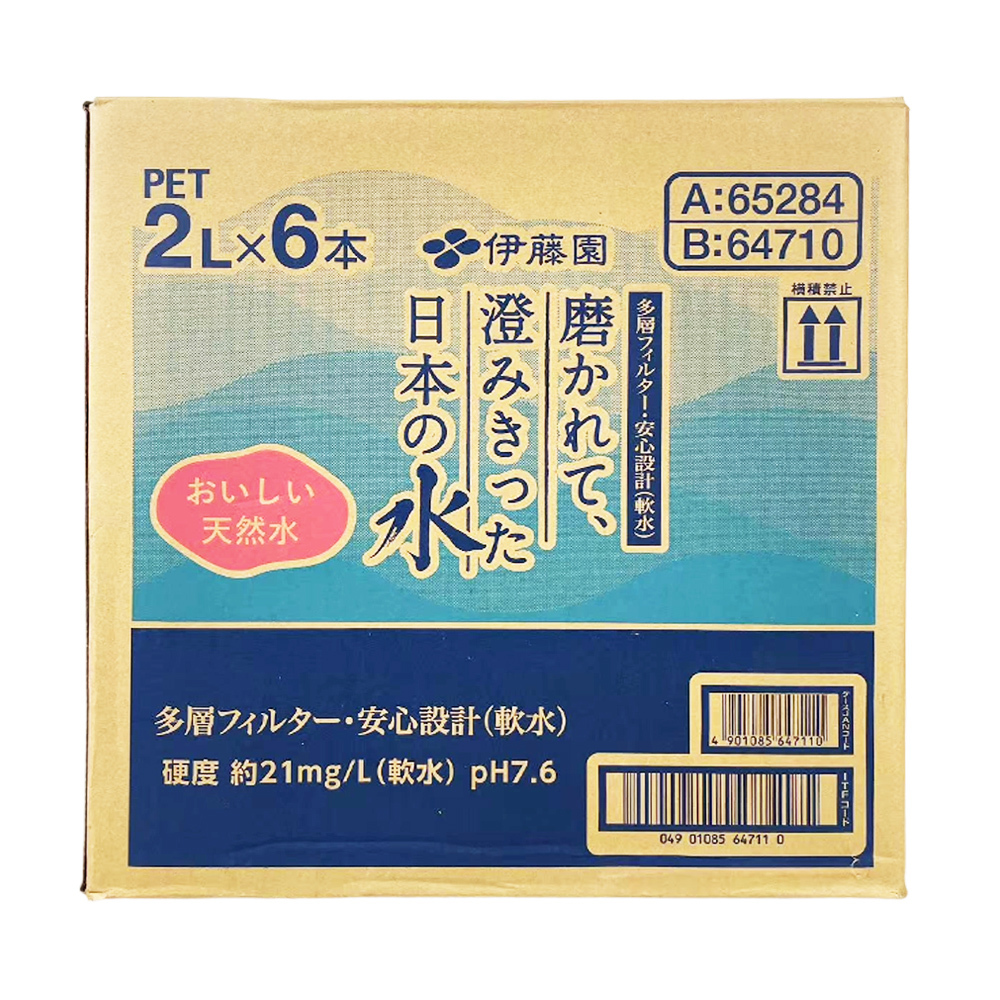 PET
2L×6本
伊藤園
A:65284
B:64710
横積禁止
多層フィルター・安心設計(軟水)
磨かれて、
澄みきった
日本の水
おいしい
天然水
多層フィルター・安心設計(軟水)
硬度 約21mg/L(軟水) pH7.6
4 901085 647110
ケースJANコード
049 01085 64711 0
ITFコード